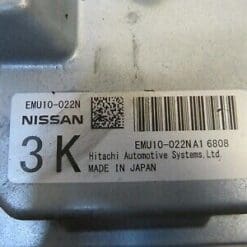 EMU10-022N
NISSAN
3K
EMU10-022NA1 6808
Hitachi Automotive Systems,Ltd.
MADE IN JAPAN